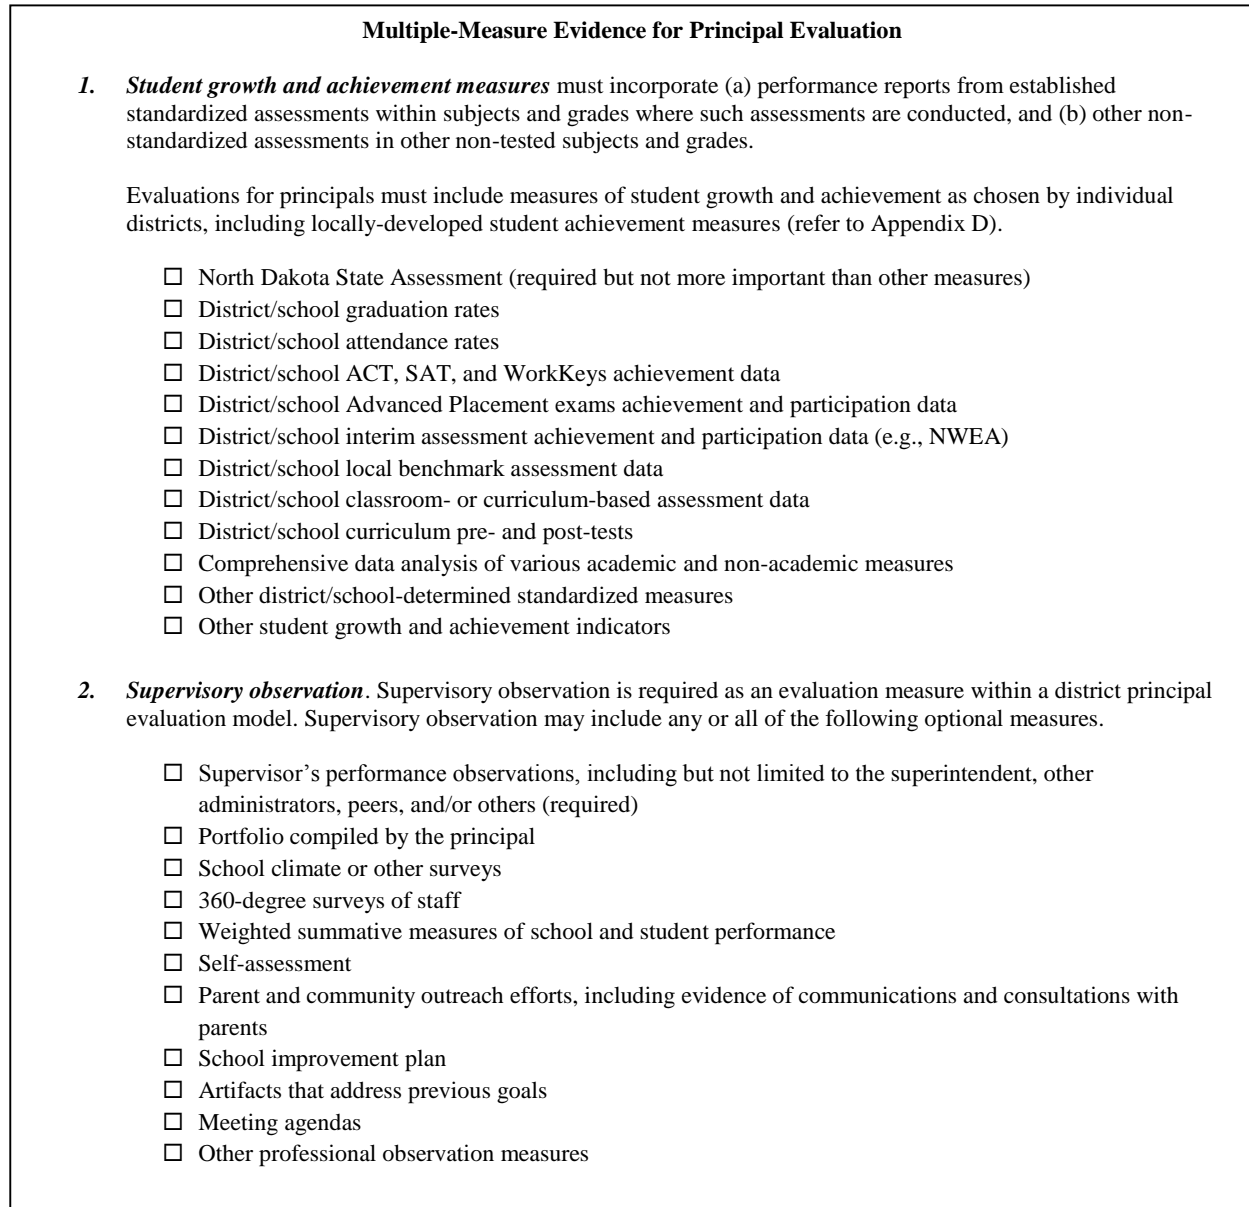 Multiple-Measure Evidence for Principal Evaluation
1. Student growth and achievement measures must incorporate (a) performance reports from established
standardized assessments within subjects and grades where such assessments are conducted, and (b) other non-
standardized assessments in other non-tested subjects and grades.
Evaluations for principals must include measures of student growth and achievement as chosen by individual
districts, including locally-developed student achievement measures (refer to Appendix D).
☐ North Dakota State Assessment (required but not more important than other measures)
☐ District/school graduation rates
☐ District/school attendance rates
☐ District/school ACT, SAT, and WorkKeys achievement data
☐ District/school Advanced Placement exams achievement and participation data
☐ District/school interim assessment achievement and participation data (e.g., NWEA)
☐ District/school local benchmark assessment data
☐ District/school classroom- or curriculum-based assessment data
☐ District/school curriculum pre- and post-tests
☐ Comprehensive data analysis of various academic and non-academic measures
☐ Other district/school-determined standardized measures
☐ Other student growth and achievement indicators
2. Supervisory observation. Supervisory observation is required as an evaluation measure within a district principal
evaluation model. Supervisory observation may include any or all of the following optional measures.
☐ Supervisor's performance observations, including but not limited to the superintendent, other
administrators, peers, and/or others (required)
☐ Portfolio compiled by the principal
☐ School climate or other surveys
☐ 360-degree surveys of staff
☐ Weighted summative measures of school and student performance
☐ Self-assessment
☐ Parent and community outreach efforts, including evidence of communications and consultations with
parents
☐ School improvement plan
☐ Artifacts that address previous goals
☐ Meeting agendas
☐ Other professional observation measures